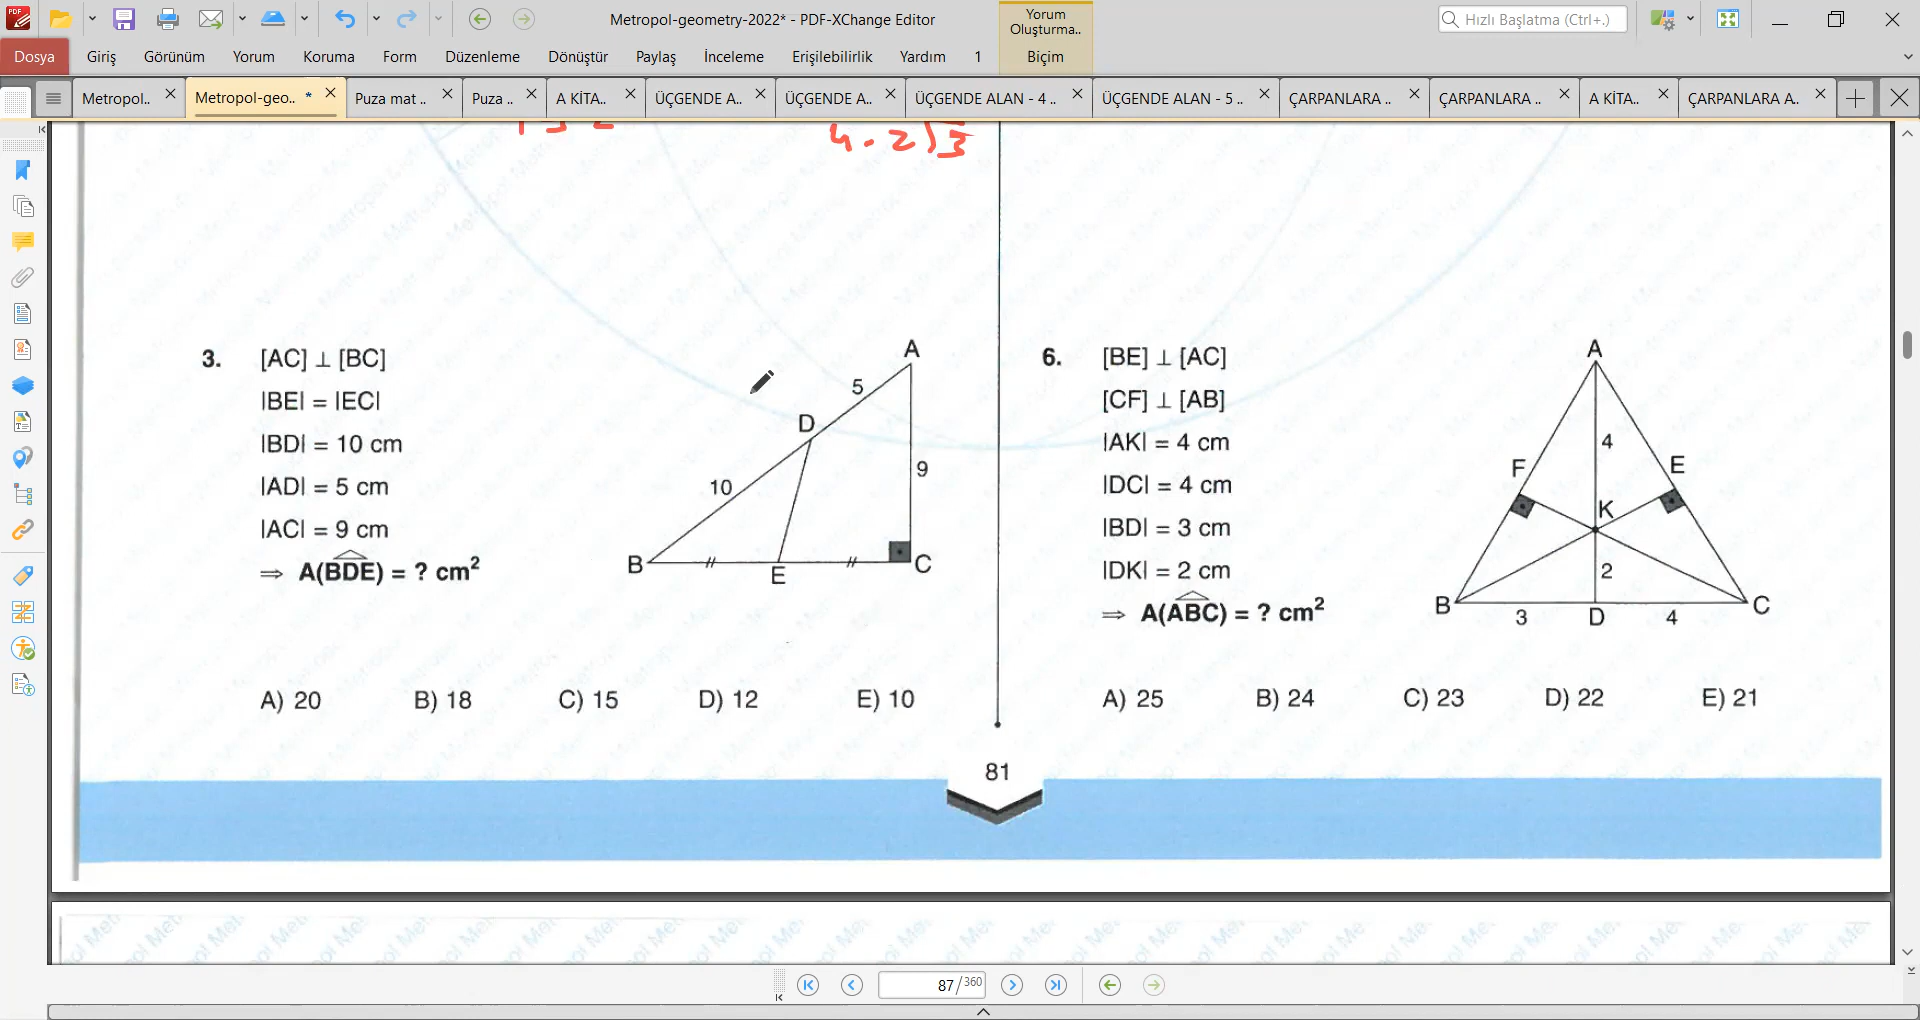 Metropol-geometry-2022* - PDF-XChange Editor
Yorum
Oluşturma..
Hızlı Başlatma (Ctrl+.)
Dosya
Giriş
Görünüm
Yorum
Koruma
Form
Düzenleme
Dönüştür
Paylaş
İnceleme
Erişilebilirlik
Yardım
1
Biçim
Metropol..
Metropol-geo.. *
Puza mat ..
Puza ..
A KİTA..
ÜÇGENDE A..
ÜÇGENDE A..
ÜÇGENDE ALAN - 4 ..
ÜÇGENDE ALAN - 5 ..
ÇARPANLARA ..
ÇARPANLARA ..
A KİTA..
ÇARPANLARA A..
4 . 2√3
3. [AC] ⊥ [BC]
|BE| = |EC|
|BD| = 10 cm
|AD| = 5 cm
|AC| = 9 cm
⇒ A(BDE) = ? cm²
A
5
D
9
10
B
E
C
A) 20 B) 18 C) 15 D) 12 E) 10
6. [BE] ⊥ [AC]
[CF] ⊥ [AB]
|AK| = 4 cm
|DC| = 4 cm
|BD| = 3 cm
|DK| = 2 cm
⇒ A(ABC) = ? cm²
A
4
F
E
K
2
B
3
D
4
C
A) 25 B) 24 C) 23 D) 22 E) 21
81
87/360